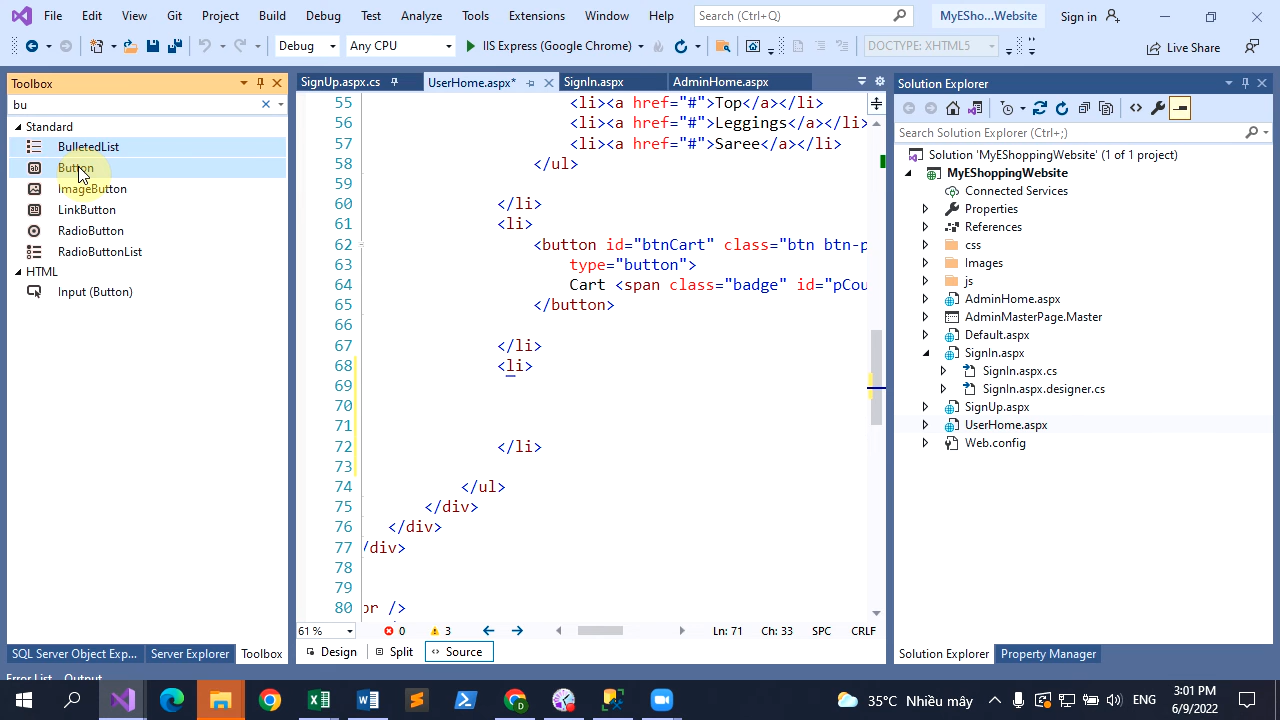 File Edit View Git Project Build Debug Test Analyze Tools Extensions Window Help Search (Ctrl+Q) MyESho...Website Sign in
Debug Any CPU IIS Express (Google Chrome) DOCTYPE: XHTML5 Live Share
Toolbox
bu
Standard
BulletedList
Button
ImageButton
LinkButton
RadioButton
RadioButtonList
HTML
Input (Button)
SQL Server Object Exp... Server Explorer Toolbox
SignUp.aspx.cs UserHome.aspx* SignIn.aspx AdminHome.aspx
55 <li><a href="#">Top</a></li>
56 <li><a href="#">Leggings</a></li>
57 <li><a href="#">Saree</a></li>
58 </ul>
59
60 </li>
61 <li>
62 <button id="btnCart" class="btn btn-p
63 type="button">
64 Cart <span class="badge" id="pCou
65 </button>
66
67 </li>
68 <li>
69
70
71
72 </li>
73
74 </ul>
75 </div>
76 </div>
77 /div>
78
79
80 or />
61 % 0 3 Ln: 71 Ch: 33 SPC CRLF
Design Split Source
Solution Explorer
Search Solution Explorer (Ctrl+;)
Solution 'MyEShoppingWebsite' (1 of 1 project)
MyEShoppingWebsite
Connected Services
Properties
References
css
Images
js
AdminHome.aspx
AdminMasterPage.Master
Default.aspx
SignIn.aspx
SignIn.aspx.cs
SignIn.aspx.designer.cs
SignUp.aspx
UserHome.aspx
Web.config
Solution Explorer Property Manager
Error List Output
35°C Nhiều mây ENG 3:01 PM
6/9/2022